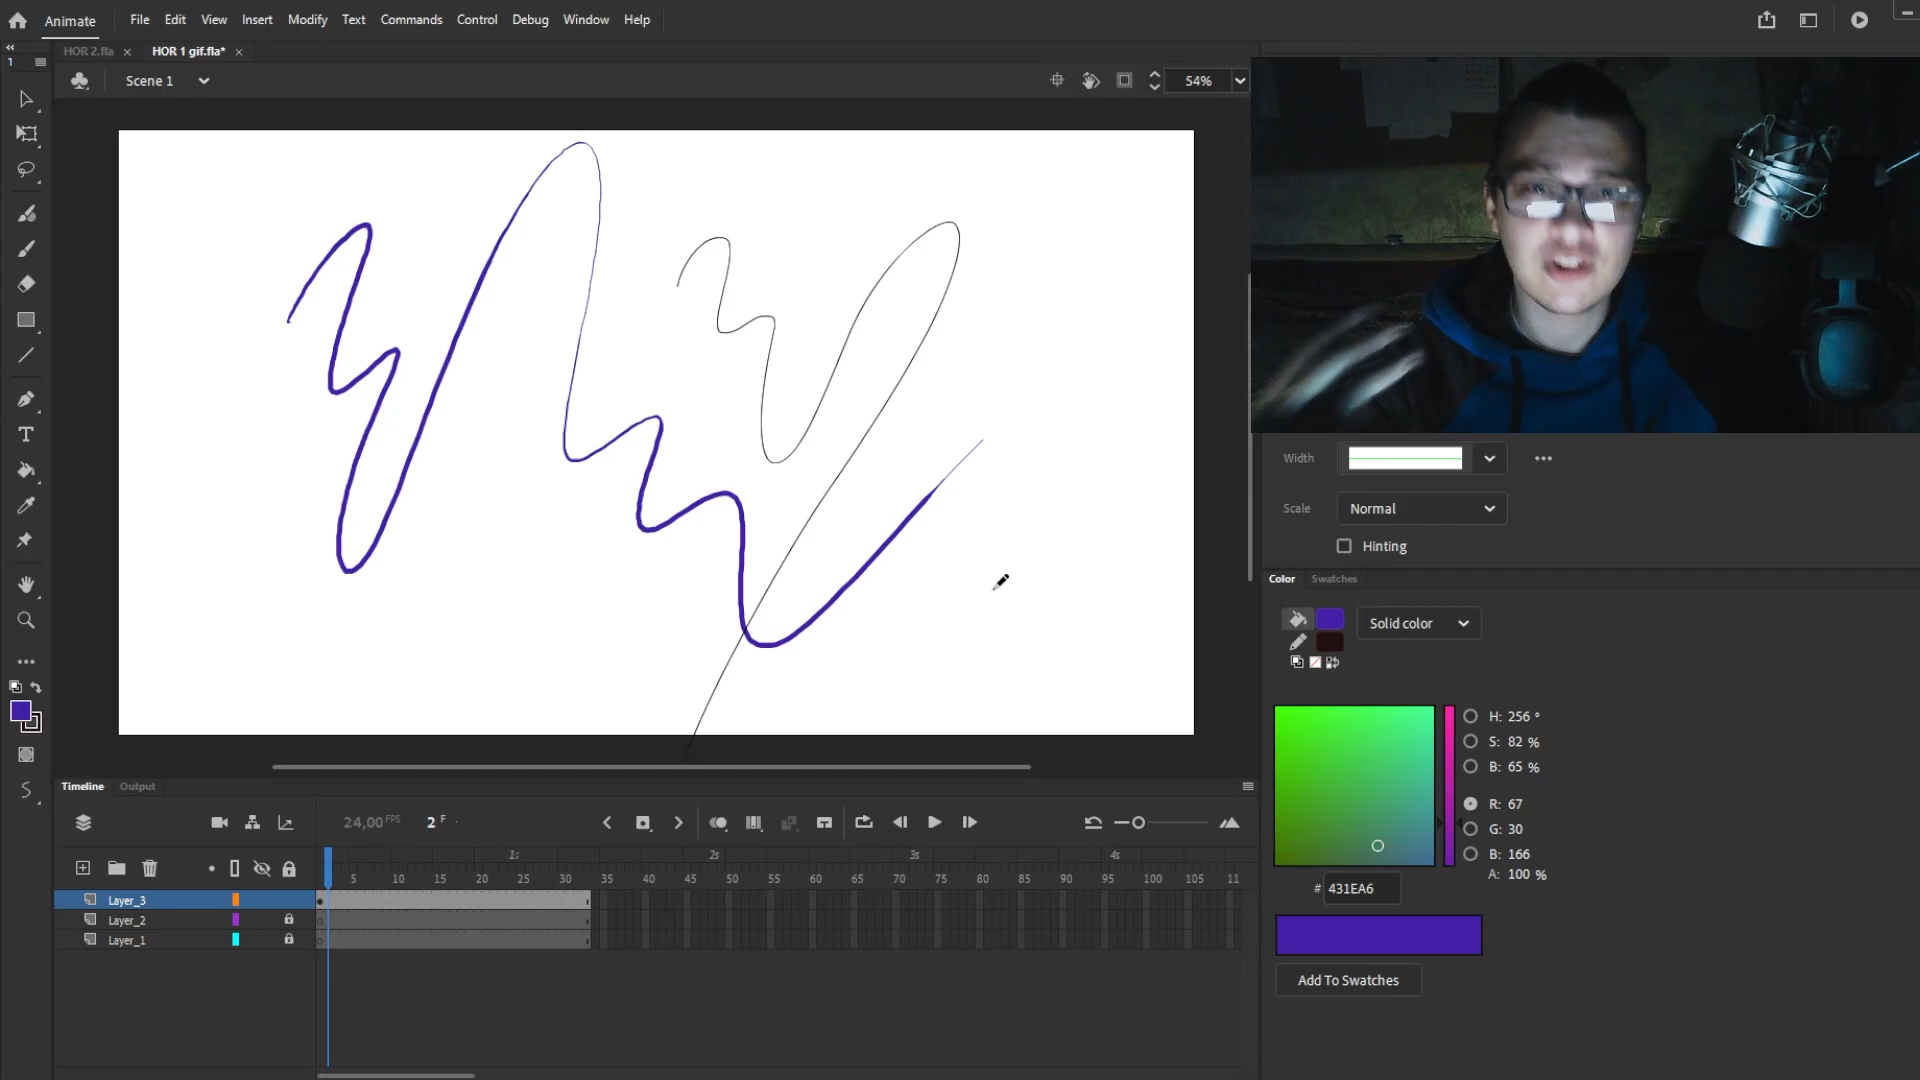 Animate File Edit View Insert Modify Text Commands Control Debug Window Help
HOR 2.fla × HOR 1 gif.fla* ×
1
Scene 1 54%
Width
Scale Normal
Hinting
Color Swatches
Solid color
H: 256 °
S: 82 %
B: 65 %
R: 67
G: 30
B: 166
A: 100 %
# 431EA6
Add To Swatches
Timeline Output
24,00 FPS 2 F
1s 2s 3s 4s
5 10 15 20 25 30 35 40 45 50 55 60 65 70 75 80 85 90 95 100 105 11
Layer_3
Layer_2
Layer_1